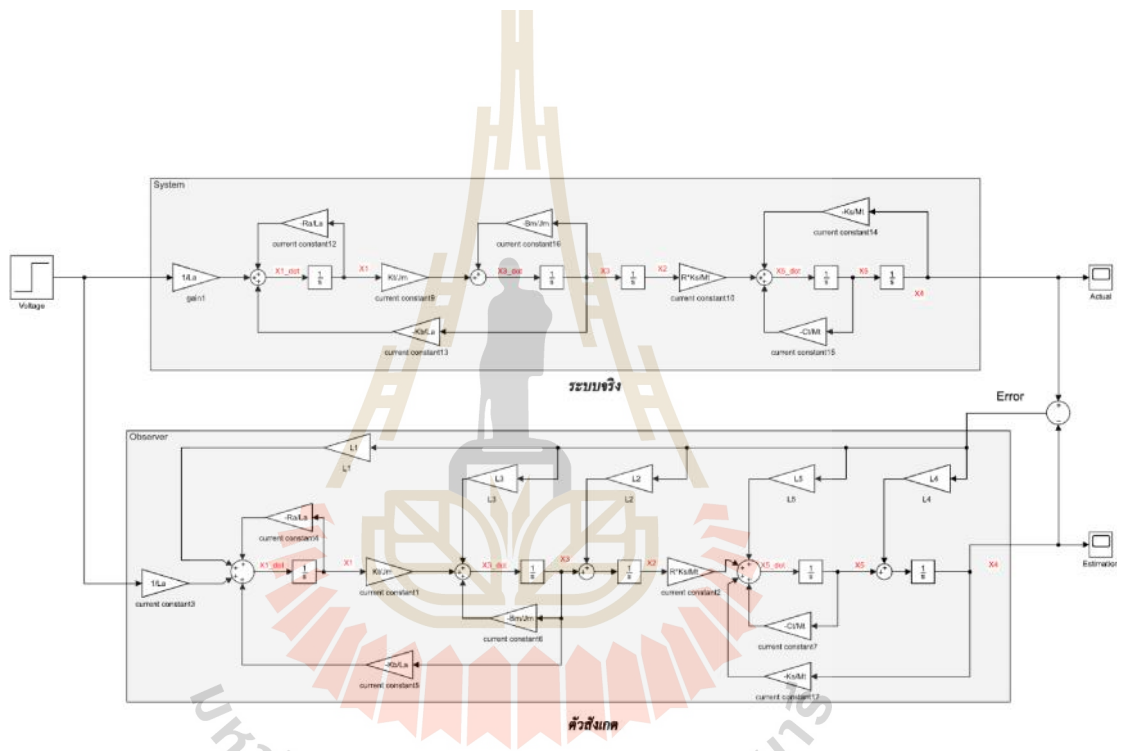 System
-Ra/La
current constant12
-Bm/Jm
current constant16
-Ks/Mt
current constant14
Voltage
1/La
gain1
X1_dot
1/s
X1
Kt/Jm
current constant9
X3_dot
1/s
X3
1/s
X2
R*Ks/Mt
current constant10
X5_dot
1/s
X5
1/s
X4
Actual
-Kb/La
current constant13
-Ct/Mt
current constant15
ระบบจริง
Error
Observer
L1
L1
L3
L3
L2
L2
L5
L5
L4
L4
-Ra/La
current constant4
1/La
current constant3
X1_dot
1/s
X1
Kt/Jm
current constant1
X3_dot
1/s
X3
1/s
X2
R*Ks/Mt
current constant2
X5_dot
1/s
X5
1/s
X4
Estimation
-Bm/Jm
current constant6
-Ct/Mt
current constant7
-Kb/La
current constant5
-Ks/Mt
current constant17
ตัวสังเกต